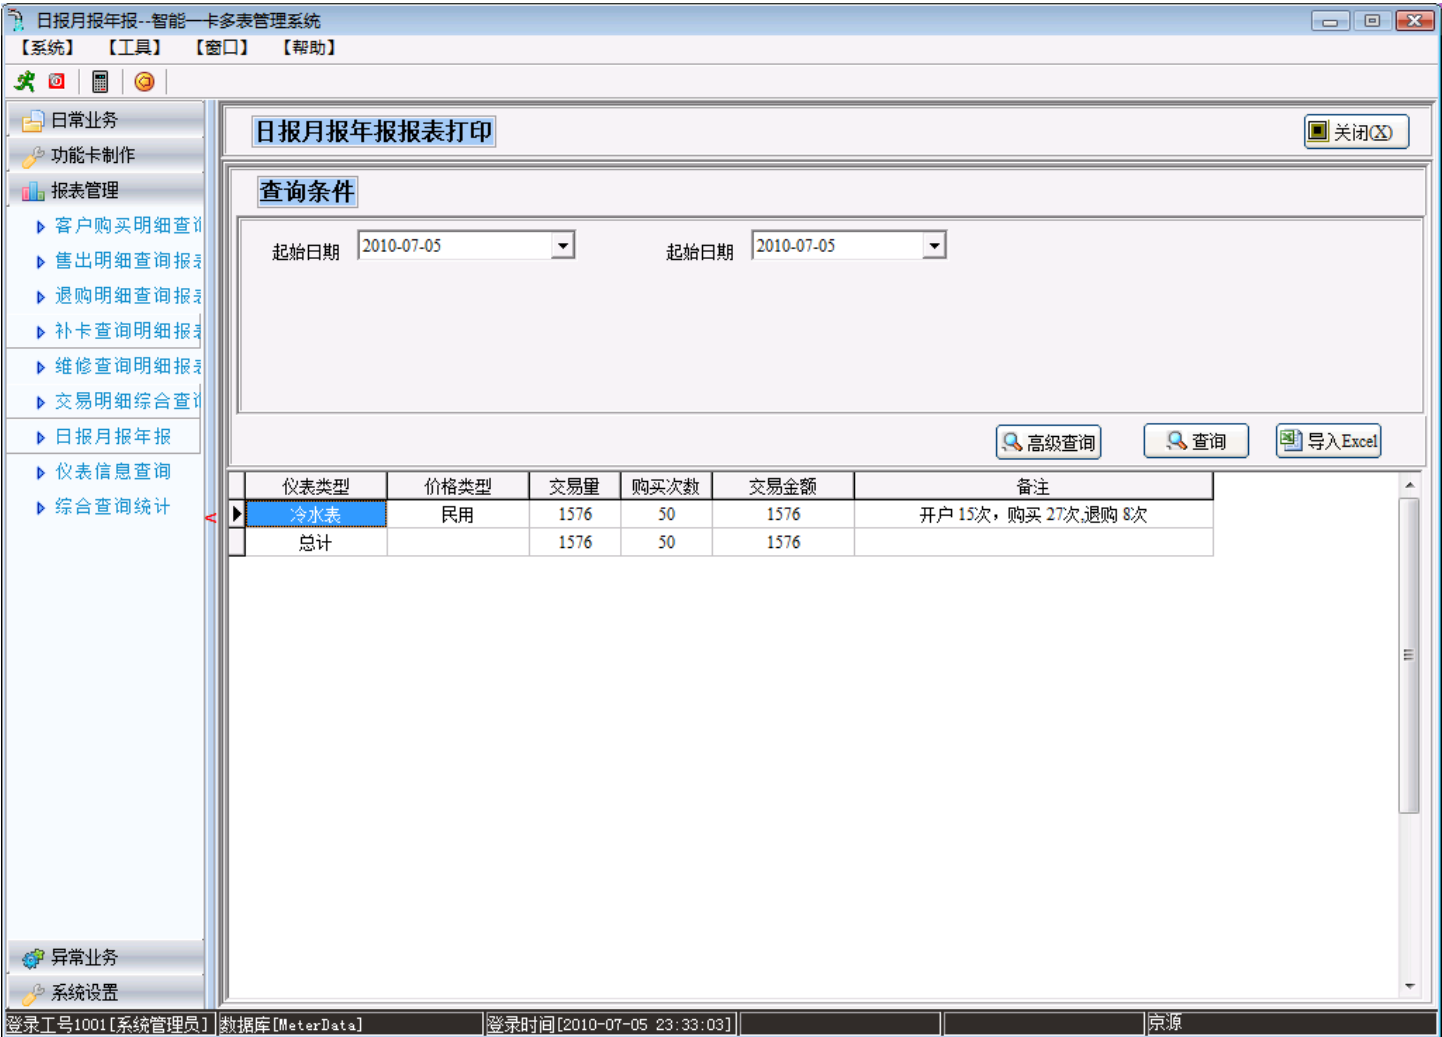 日报月报年报--智能一卡多表管理系统
【系统】 【工具】 【窗口】 【帮助】
日常业务
功能卡制作
报表管理
客户购买明细查
售出明细查询报
退购明细查询报
补卡查询明细报
维修查询明细报
交易明细综合查
日报月报年报
仪表信息查询
综合查询统计
异常业务
系统设置
<
日报月报年报报表打印
关闭(X)
查询条件
起始日期 2010-07-05 起始日期 2010-07-05
高级查询 查询 导入Excel
仪表类型 价格类型 交易量 购买次数 交易金额 备注
冷水表 民用 1576 50 1576 开户 15次，购买 27次,退购 8次
总计 1576 50 1576
登录工号1001[系统管理员] 数据库[MeterData] 登录时间[2010-07-05 23:33:03] 京源